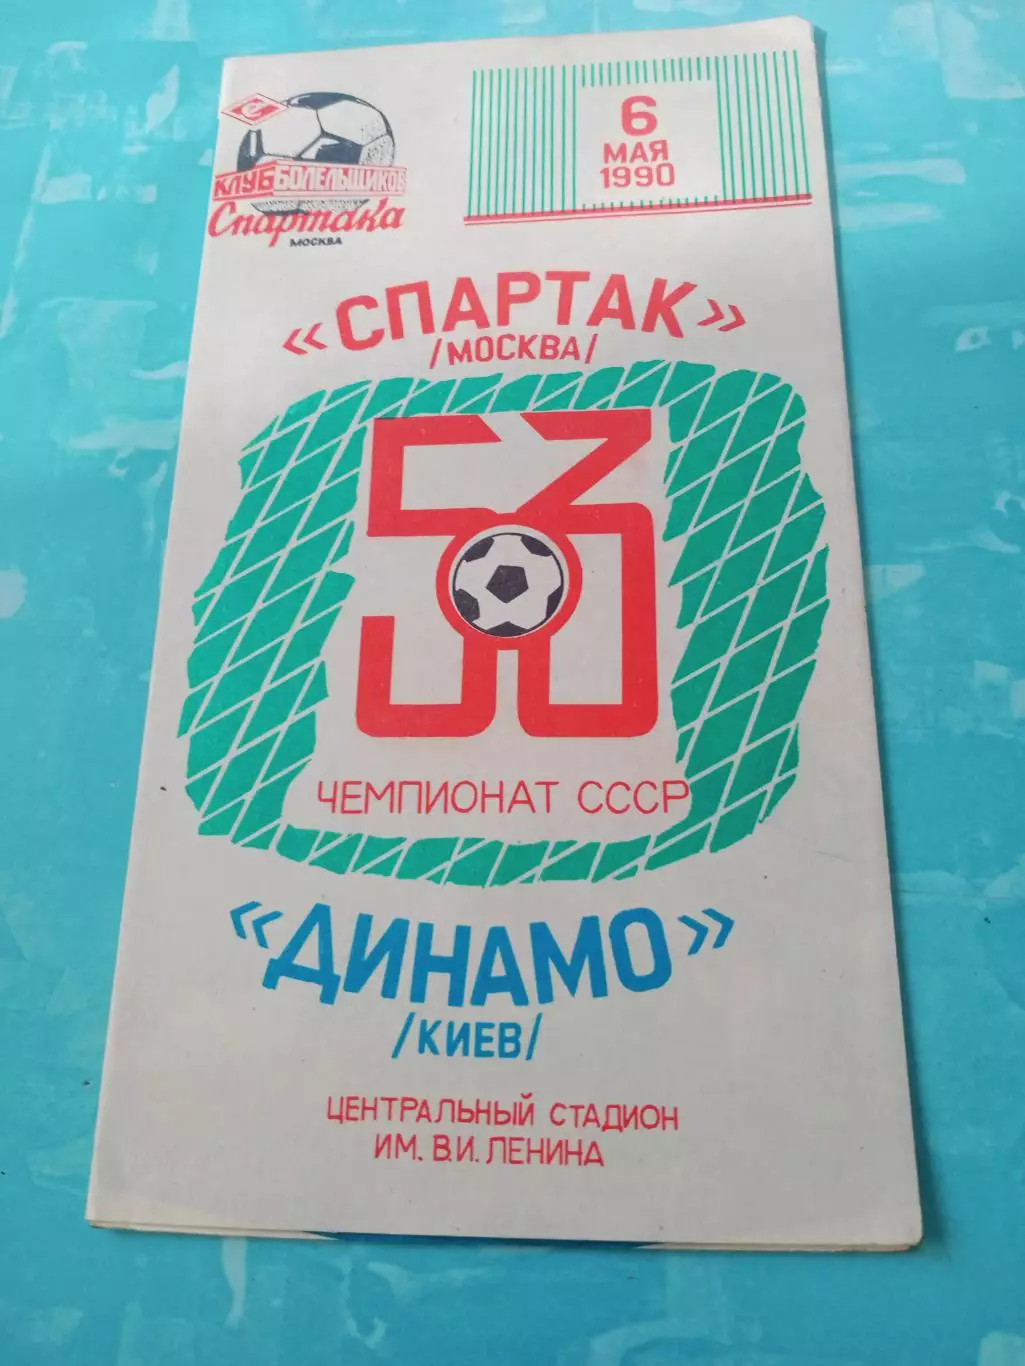 КЛУБ БОЛЕЛЬЩИКОВ
Спартака
МОСКВА
6
МАЯ
1990
«СПАРТАК»
/МОСКВА/
53
ЧЕМПИОНАТ СССР
«ДИНАМО»
/КИЕВ/
ЦЕНТРАЛЬНЫЙ СТАДИОН
ИМ. В.И. ЛЕНИНА